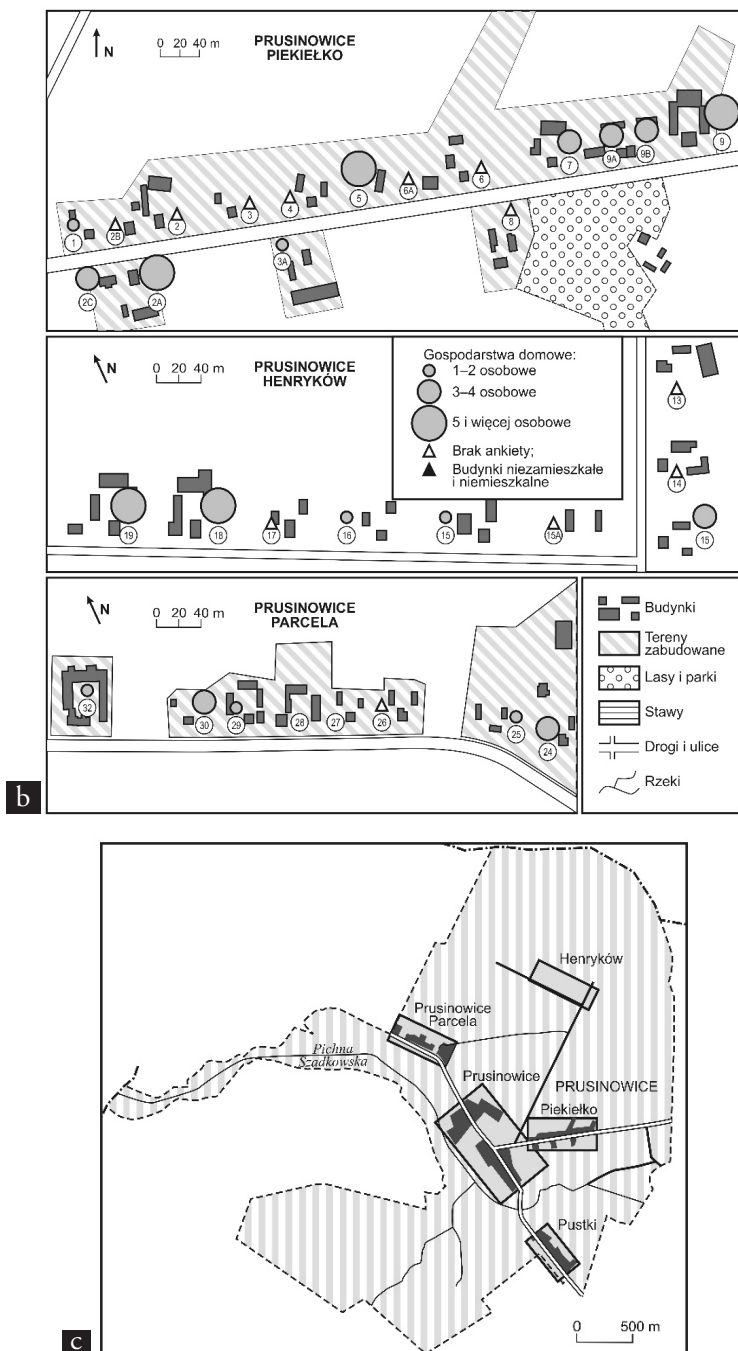 N
0 20 40 m
PRUSINOWICE
PIEKIEŁKO
1
2B
2
3
4
5
6A
6
7
9A
9B
9
2C
2A
3A
8
N
0 20 40 m
PRUSINOWICE
HENRYKÓW
Gospodarstwa domowe:
1–2 osobowe
3–4 osobowe
5 i więcej osobowe
Brak ankiety;
Budynki niezamieszkałe
i niemieszkalne
13
14
15
19
18
17
16
15
15A
N
0 20 40 m
PRUSINOWICE
PARCELA
32
30
29
28
27
26
25
24
Budynki
Tereny
zabudowane
Lasy i parki
Stawy
Drogi i ulice
Rzeki
b
Henryków
Prusinowice
Parcela
Pichna
Szadkowska
Prusinowice
PRUSINOWICE
Piekiełko
Pustki
0 500 m
c